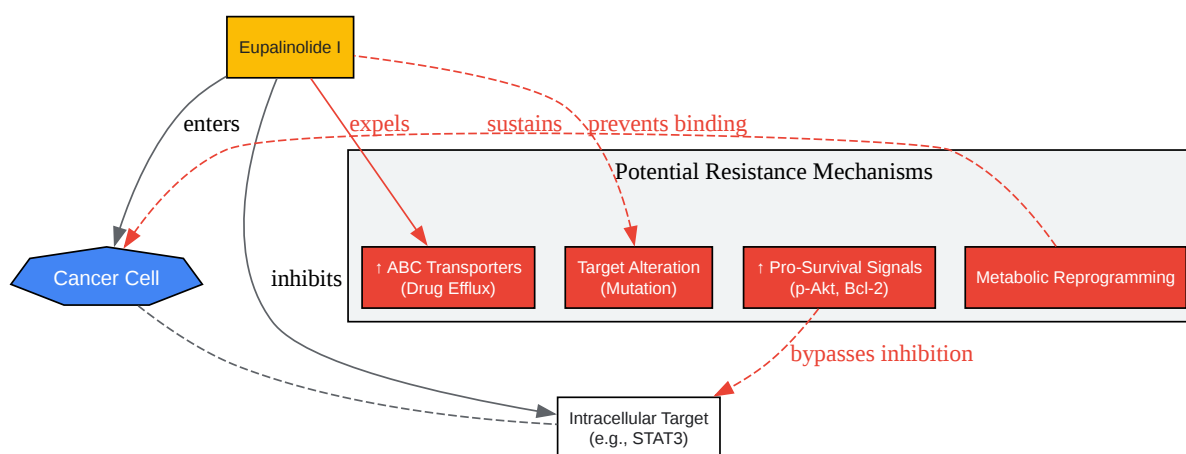 Eupalinolide I
enters
expels
sustains
prevents binding
Potential Resistance Mechanisms
Cancer Cell
inhibits
↑ ABC Transporters
(Drug Efflux)
Target Alteration
(Mutation)
↑ Pro-Survival Signals
(p-Akt, Bcl-2)
Metabolic Reprogramming
bypasses inhibition
Intracellular Target
(e.g., STAT3)